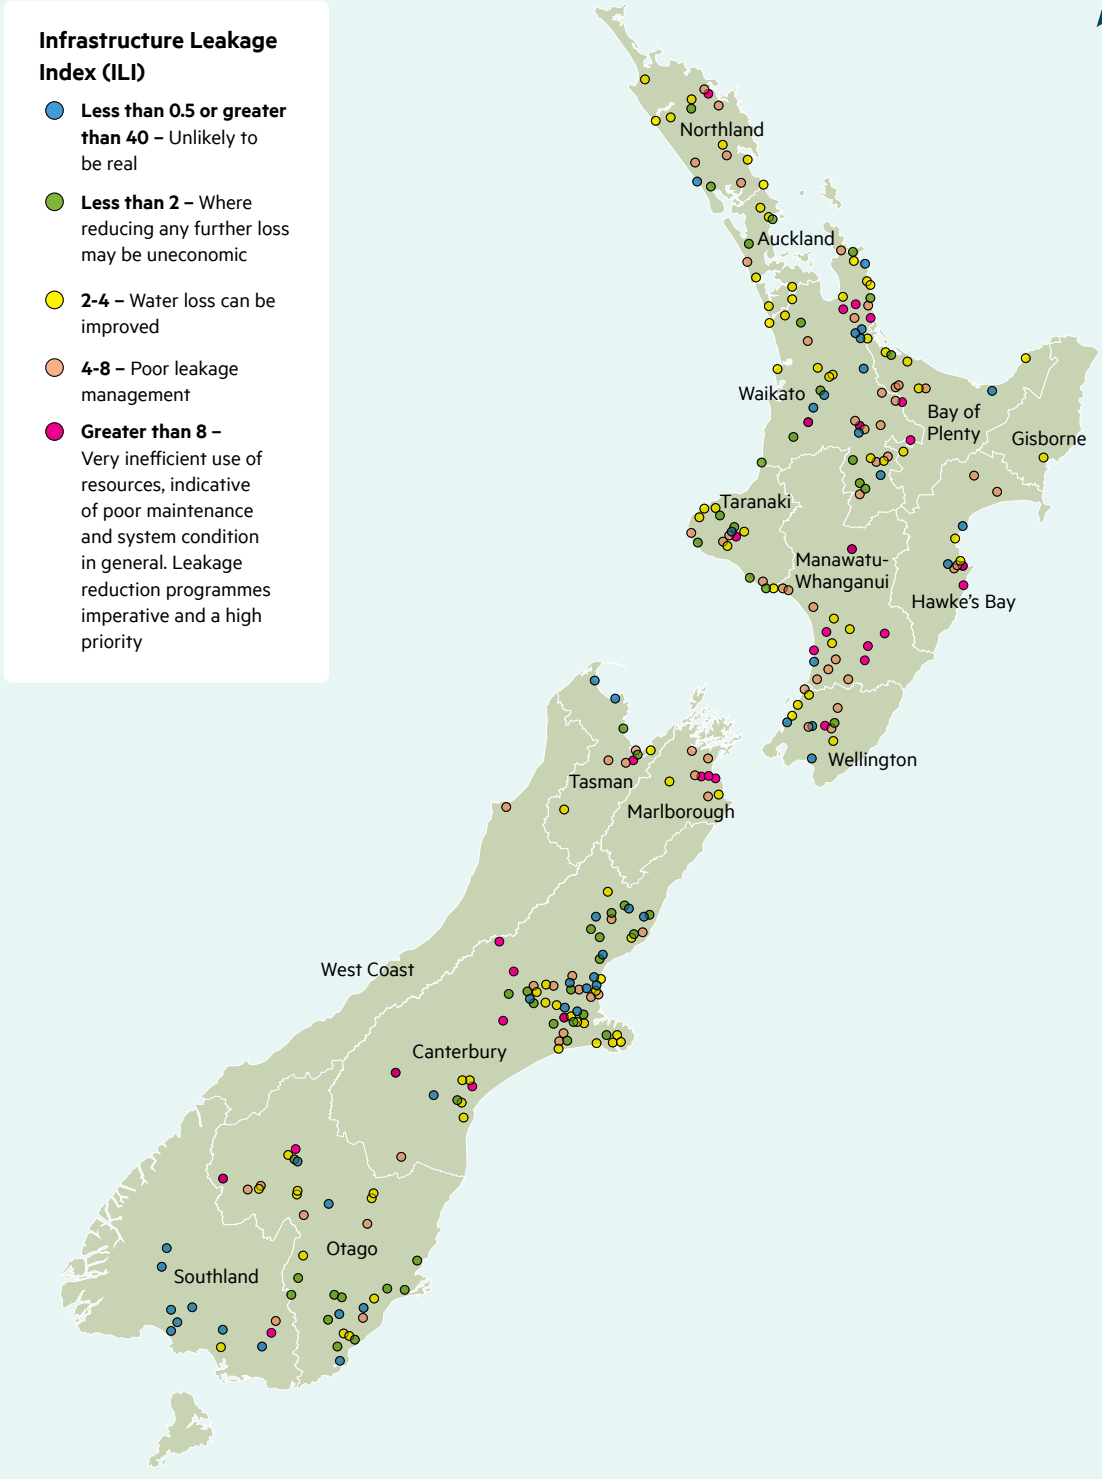 Infrastructure Leakage
Index (ILI)
Less than 0.5 or greater
than 40 – Unlikely to
be real
Less than 2 – Where
reducing any further loss
may be uneconomic
2-4 – Water loss can be
improved
4-8 – Poor leakage
management
Greater than 8 –
Very inefficient use of
resources, indicative
of poor maintenance
and system condition
in general. Leakage
reduction programmes
imperative and a high
priority
Northland
Auckland
Waikato
Bay of
Plenty
Gisborne
Taranaki
Manawatu-
Whanganui
Hawke's Bay
Wellington
Tasman
Marlborough
West Coast
Canterbury
Otago
Southland